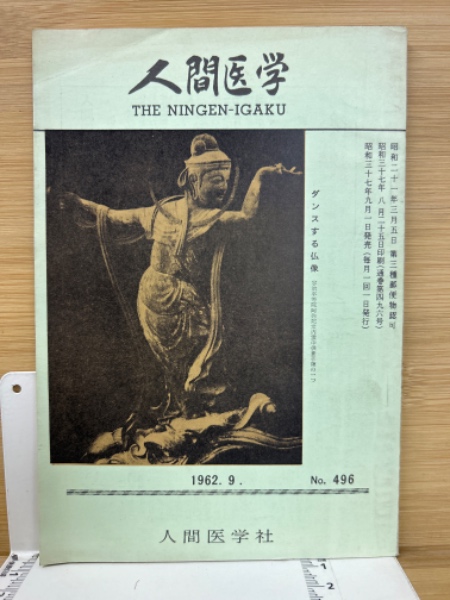 人間医学
THE NINGEN-IGAKU
昭和二十一年三月五日 第三種郵便物認可
昭和三十七年 八月二十五日印刷(通巻第四九六号)
昭和三十七年九月一日発売(毎月一回一日発行)
ダンスする仏像
1962. 9.
No. 496
人間医学社